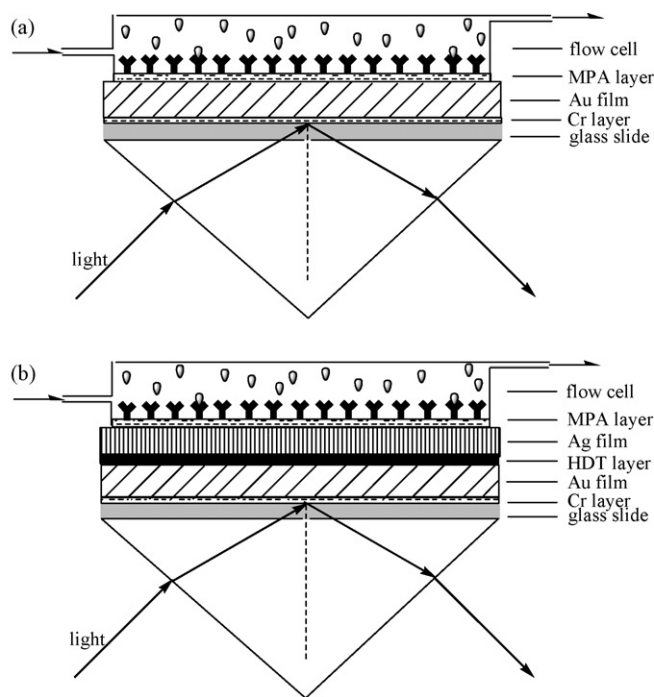 (a)
flow cell
MPA layer
Au film
Cr layer
glass slide
light
(b)
flow cell
MPA layer
Ag film
HDT layer
Au film
Cr layer
glass slide
light